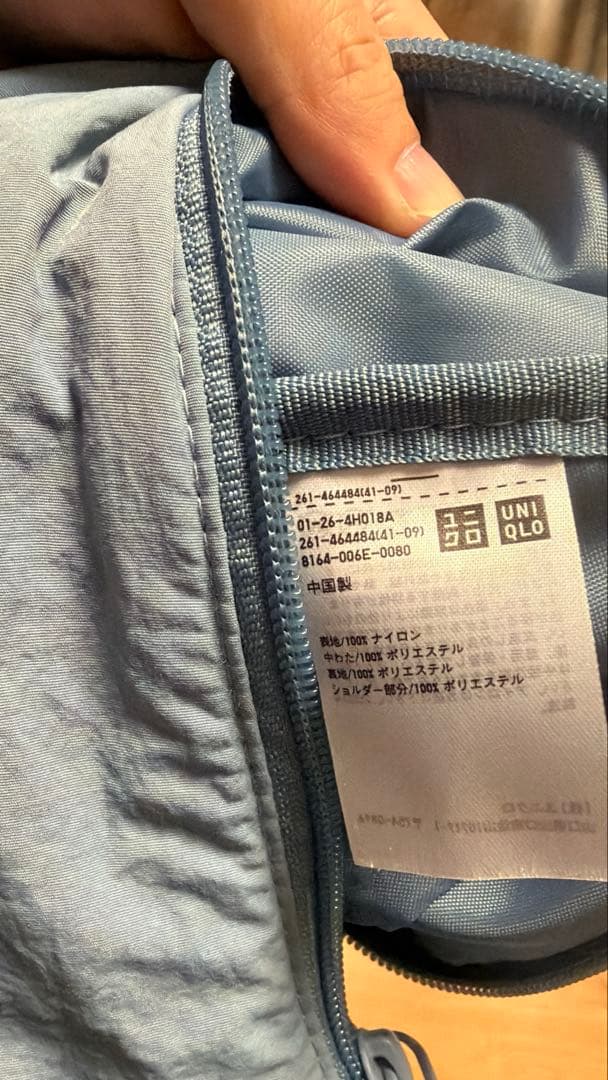 261-464484(41-09)
01-26-4H018A
261-464484(41-09)
8164-006E-0080
ユニ
クロ
UNI
QLO
中国製
表地/100% ナイロン
中わた/100% ポリエステル
裏地/100% ポリエステル
ショルダー部分/100% ポリエステル